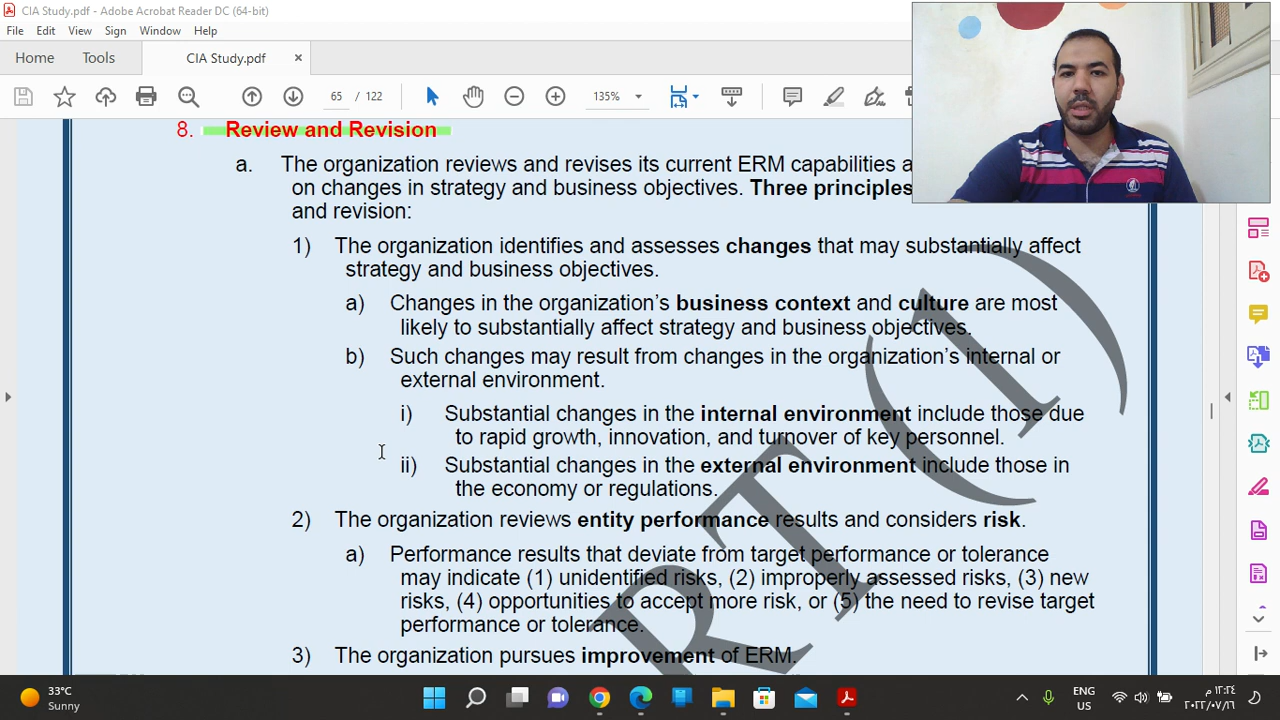 CIA Study.pdf - Adobe Acrobat Reader DC (64-bit)
File Edit View Sign Window Help
Home Tools CIA Study.pdf ×
65 / 122 135%
8. Review and Revision
a. The organization reviews and revises its current ERM capabilities a
on changes in strategy and business objectives. Three principles
and revision:
1) The organization identifies and assesses changes that may substantially affect
strategy and business objectives.
a) Changes in the organization's business context and culture are most
likely to substantially affect strategy and business objectives.
b) Such changes may result from changes in the organization's internal or
external environment.
i) Substantial changes in the internal environment include those due
to rapid growth, innovation, and turnover of key personnel.
ii) Substantial changes in the external environment include those in
the economy or regulations.
2) The organization reviews entity performance results and considers risk.
a) Performance results that deviate from target performance or tolerance
may indicate (1) unidentified risks, (2) improperly assessed risks, (3) new
risks, (4) opportunities to accept more risk, or (5) the need to revise target
performance or tolerance.
3) The organization pursues improvement of ERM.
RT (I)
33°C
Sunny
ENG
US
١٢:٢٤ م
٢٠٢٢/٠٧/١٦